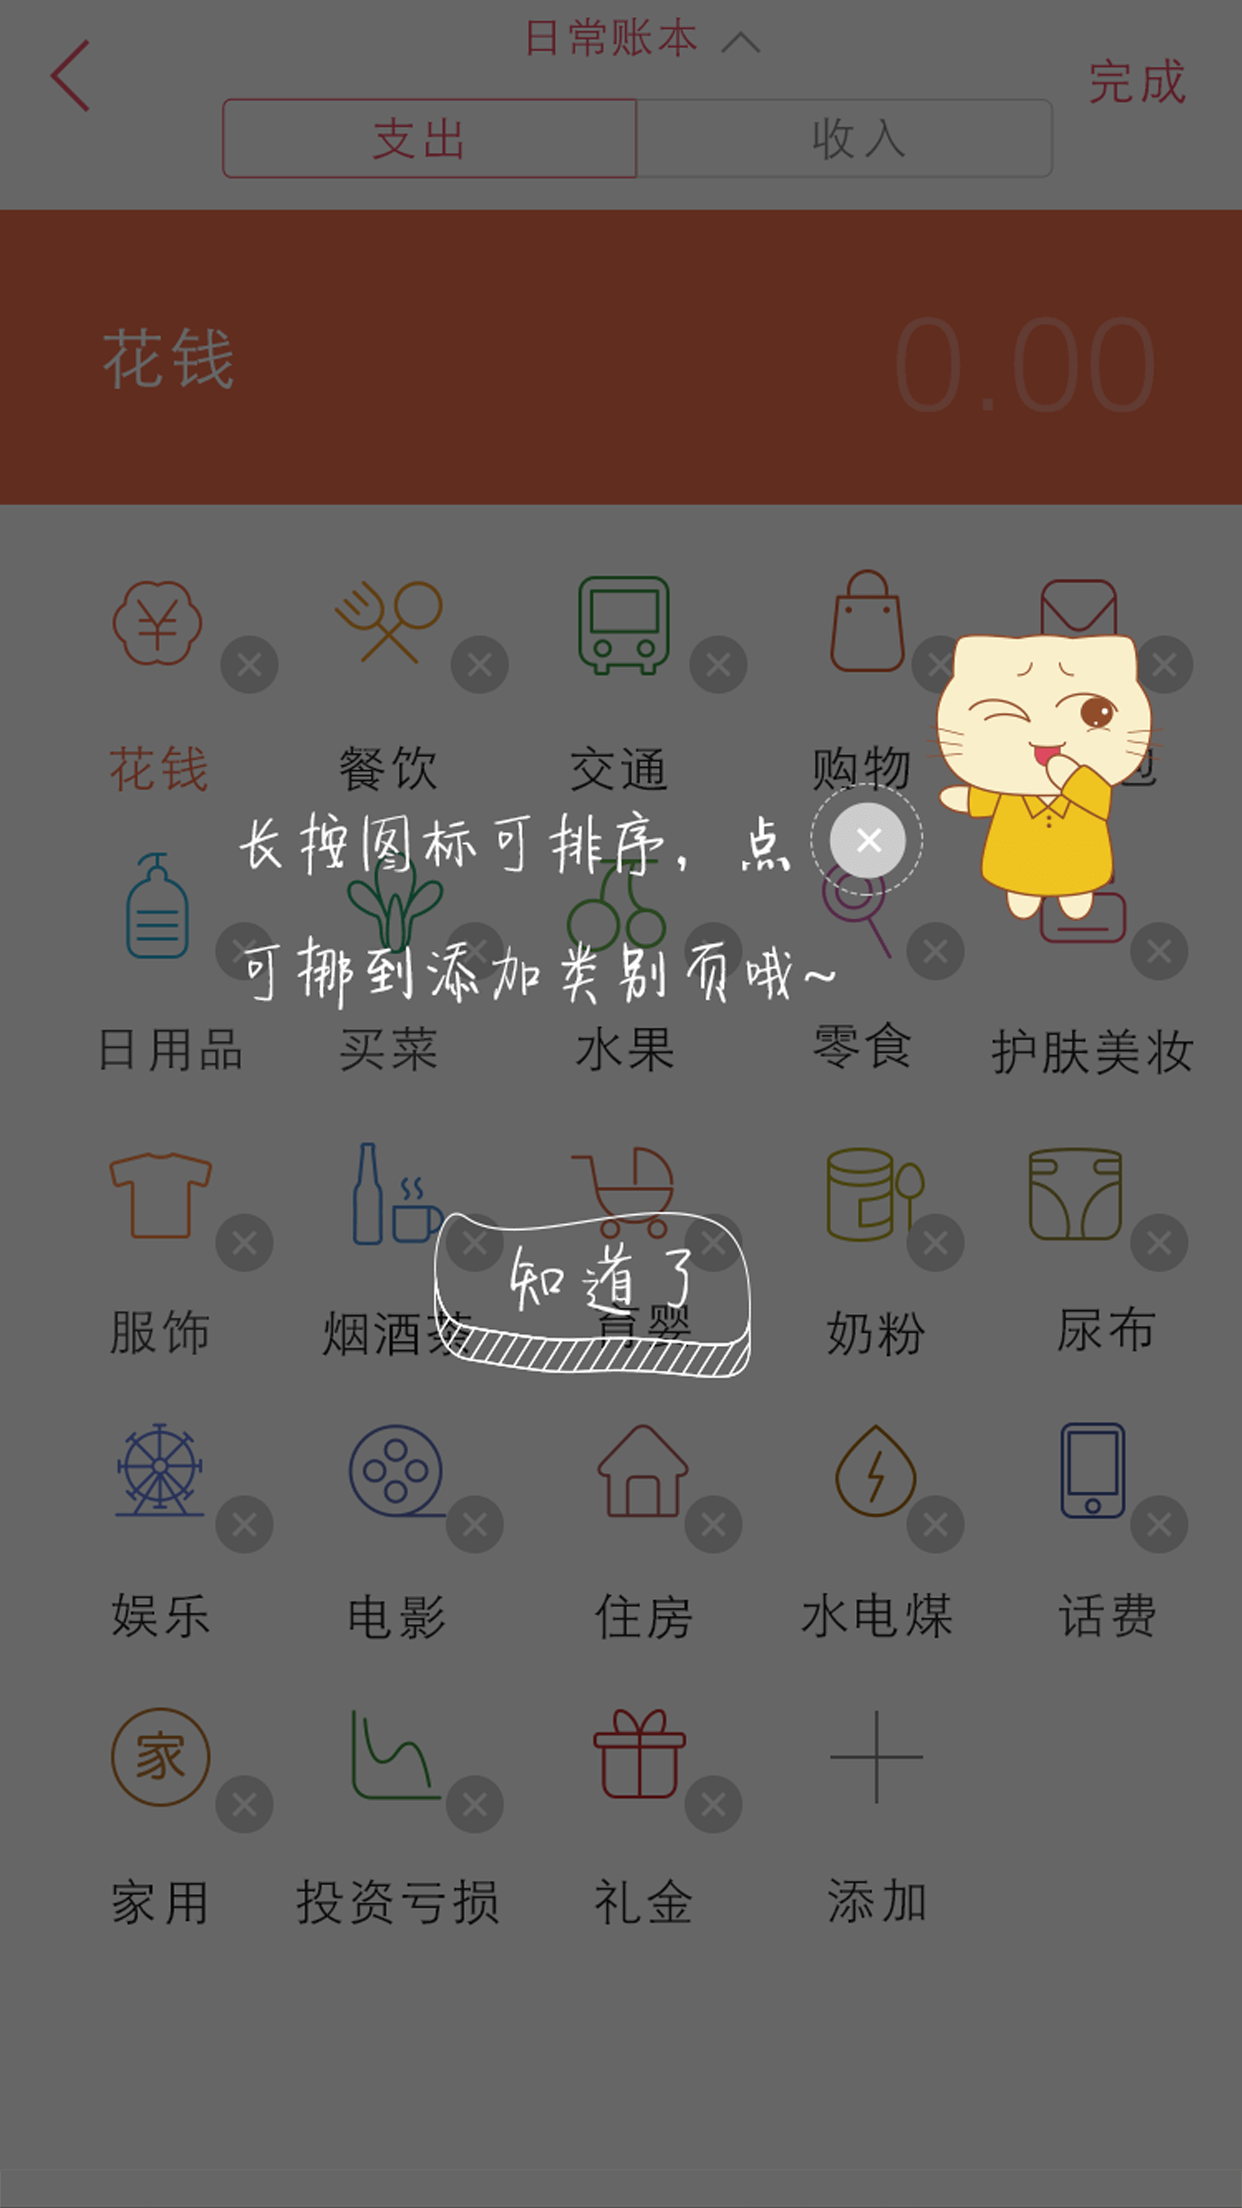 日常账本
完成
支出 收入
花钱 0.00
¥
花钱 餐饮 交通 购物
长按图标可排序，点
可挪到添加类别页哦~
日用品 买菜 水果 零食 护肤美妆
知道了
服饰 烟酒茶 育婴 奶粉 尿布
娱乐 电影 住房 水电煤 话费
家
家用 投资亏损 礼金 添加